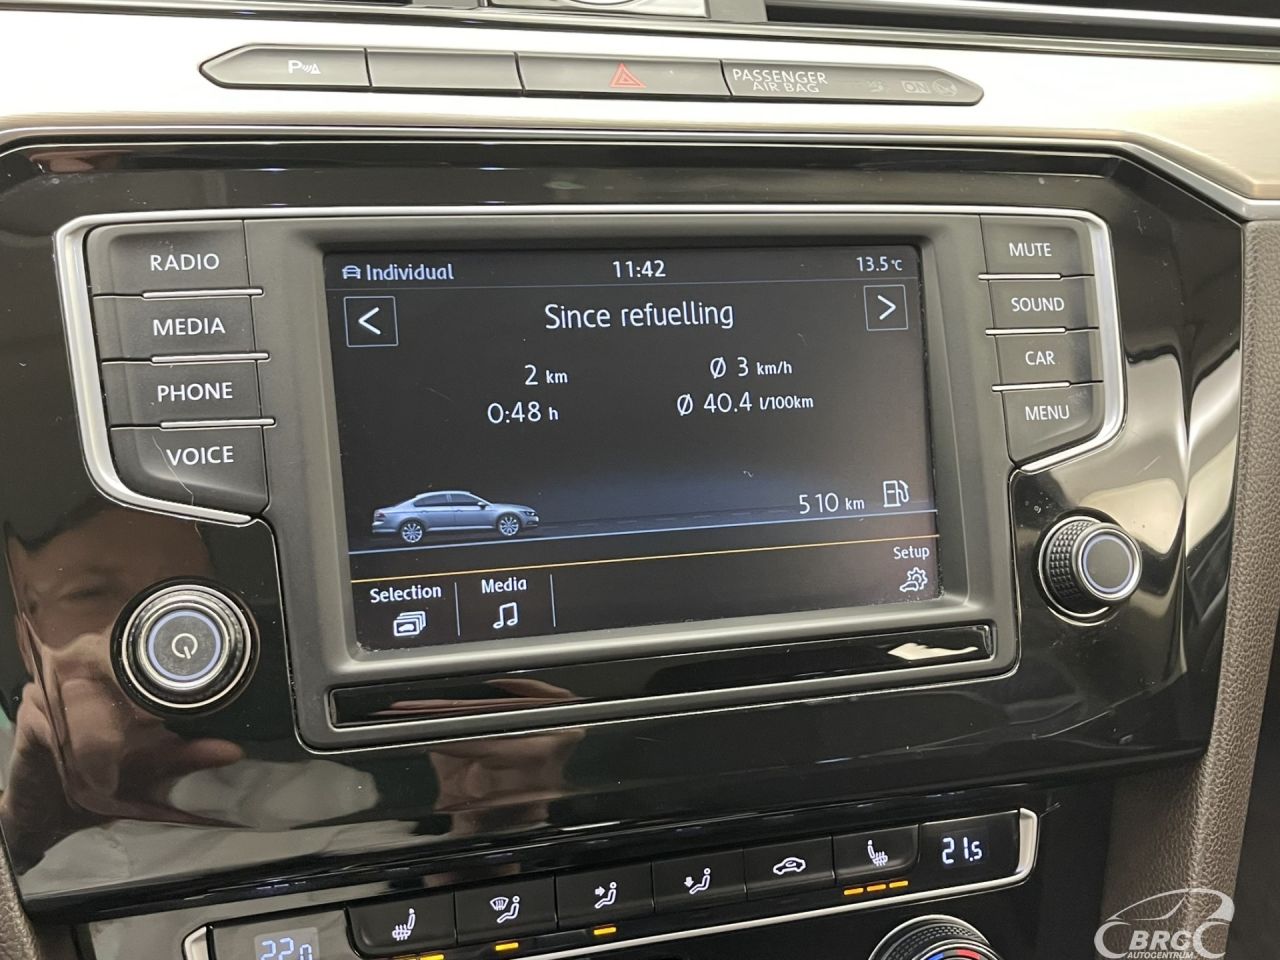 P
PASSENGER
AIR BAG
ON
RADIO
MEDIA
PHONE
VOICE
Individual
11:42
13.5°C
<
Since refuelling
>
2 km
Ø 3 km/h
0:48 h
Ø 40.4 l/100km
510 km
Selection
Media
Setup
MUTE
SOUND
CAR
MENU
21.5
22.0
BRC
AUTOCENTRUM